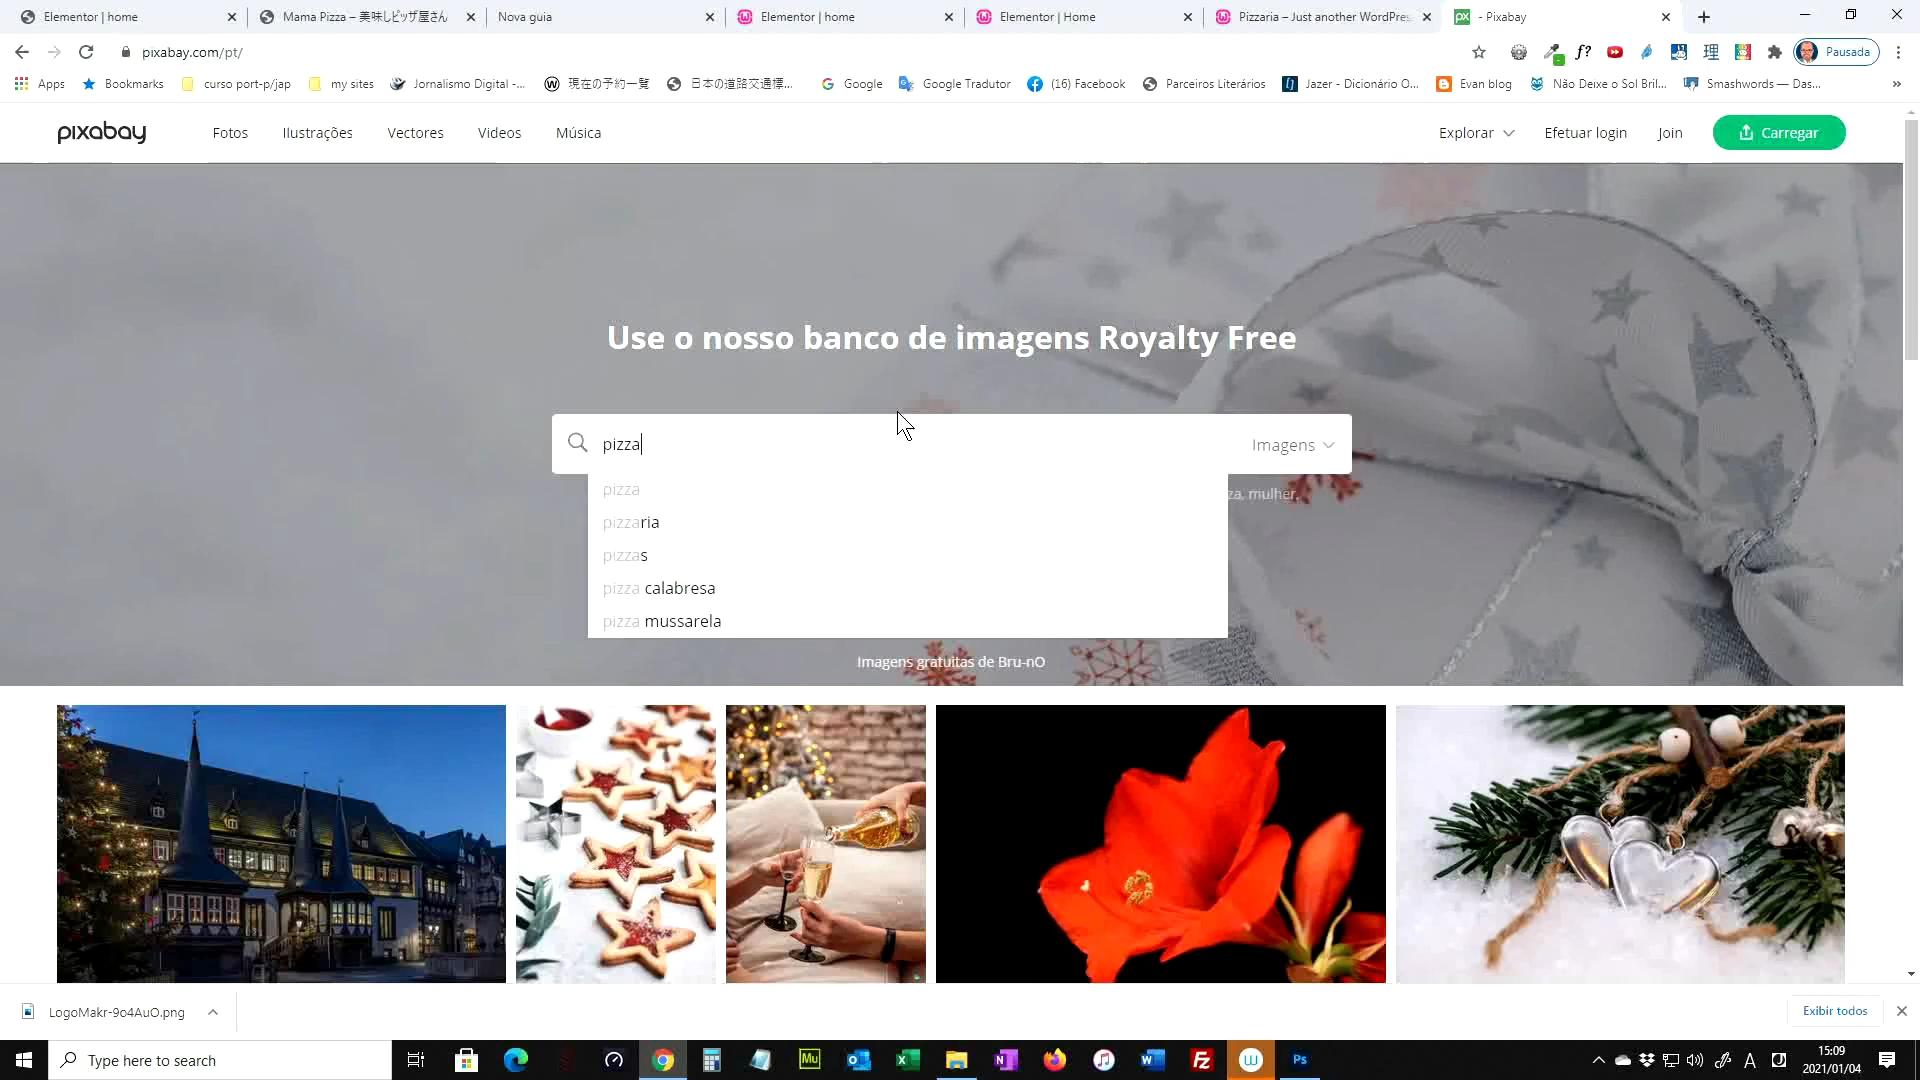 Elementor | home
Mama Pizza – 美味しピッザ屋さん
Nova guia
Elementor | home
Elementor | Home
Pizzaria – Just another WordPres
px - Pixabay
pixabay.com/pt/
Pausada
Apps
Bookmarks
curso port-p/jap
my sites
Jornalismo Digital -...
現在の予約一覧
日本の道路交通標...
Google
Google Tradutor
(16) Facebook
Parceiros Literários
Jazer - Dicionário O...
Evan blog
Não Deixe o Sol Bril...
Smashwords — Das...
pixabay
Fotos
Ilustrações
Vectores
Videos
Música
Explorar
Efetuar login
Join
Carregar
Use o nosso banco de imagens Royalty Free
pizza
Imagens
za, mulher,
pizza
pizzaria
pizzas
pizza calabresa
pizza mussarela
Imagens gratuitas de Bru-nO
LogoMakr-9o4AuO.png
Exibir todos
Type here to search
15:09
2021/01/04